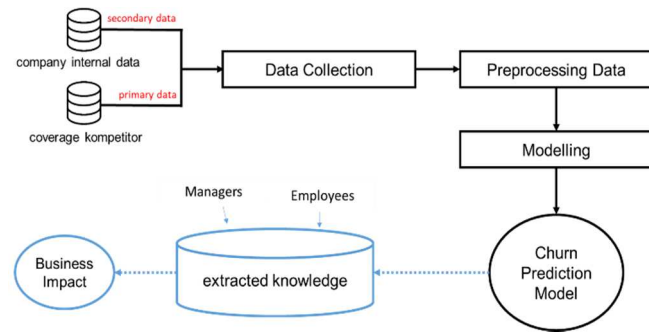 secondary data
company internal data
primary data
coverage kompetitor
Data Collection
Preprocessing Data
Modelling
Managers
Employees
Business
Impact
extracted knowledge
Churn
Prediction
Model